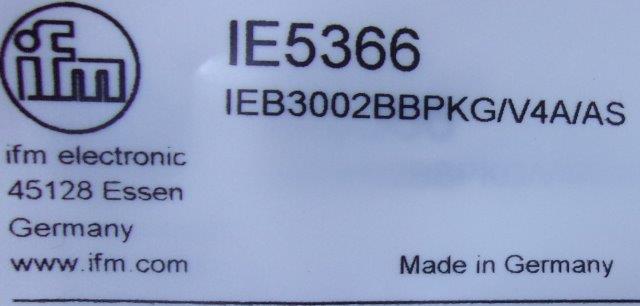 ifm
IE5366
IEB3002BBPKG/V4A/AS
ifm electronic
45128 Essen
Germany
www.ifm.com
Made in Germany